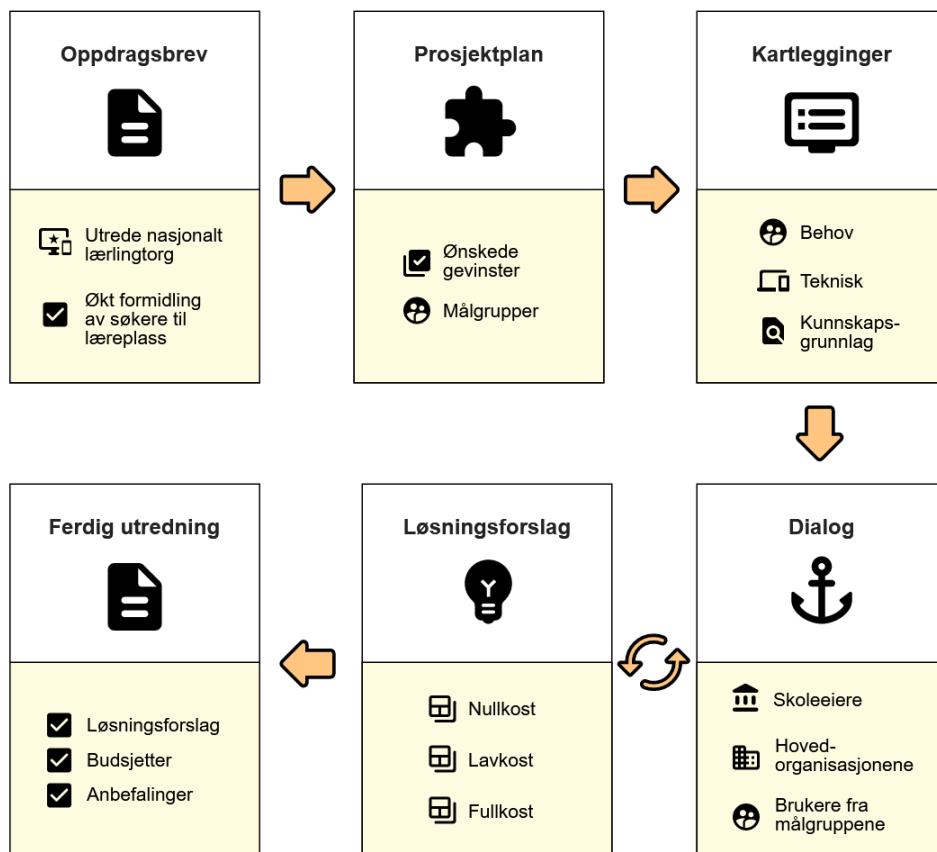 Oppdragsbrev
Utrede nasjonalt
lærlingtorg
Økt formidling
av søkere til
læreplass
Prosjektplan
Ønskede
gevinster
Målgrupper
Kartlegginger
Behov
Teknisk
Kunnskaps-
grunnlag
Dialog
Skoleeiere
Hoved-
organisasjonene
Brukere fra
målgruppene
Løsningsforslag
Nullkost
Lavkost
Fullkost
Ferdig utredning
Løsningsforslag
Budsjetter
Anbefalinger